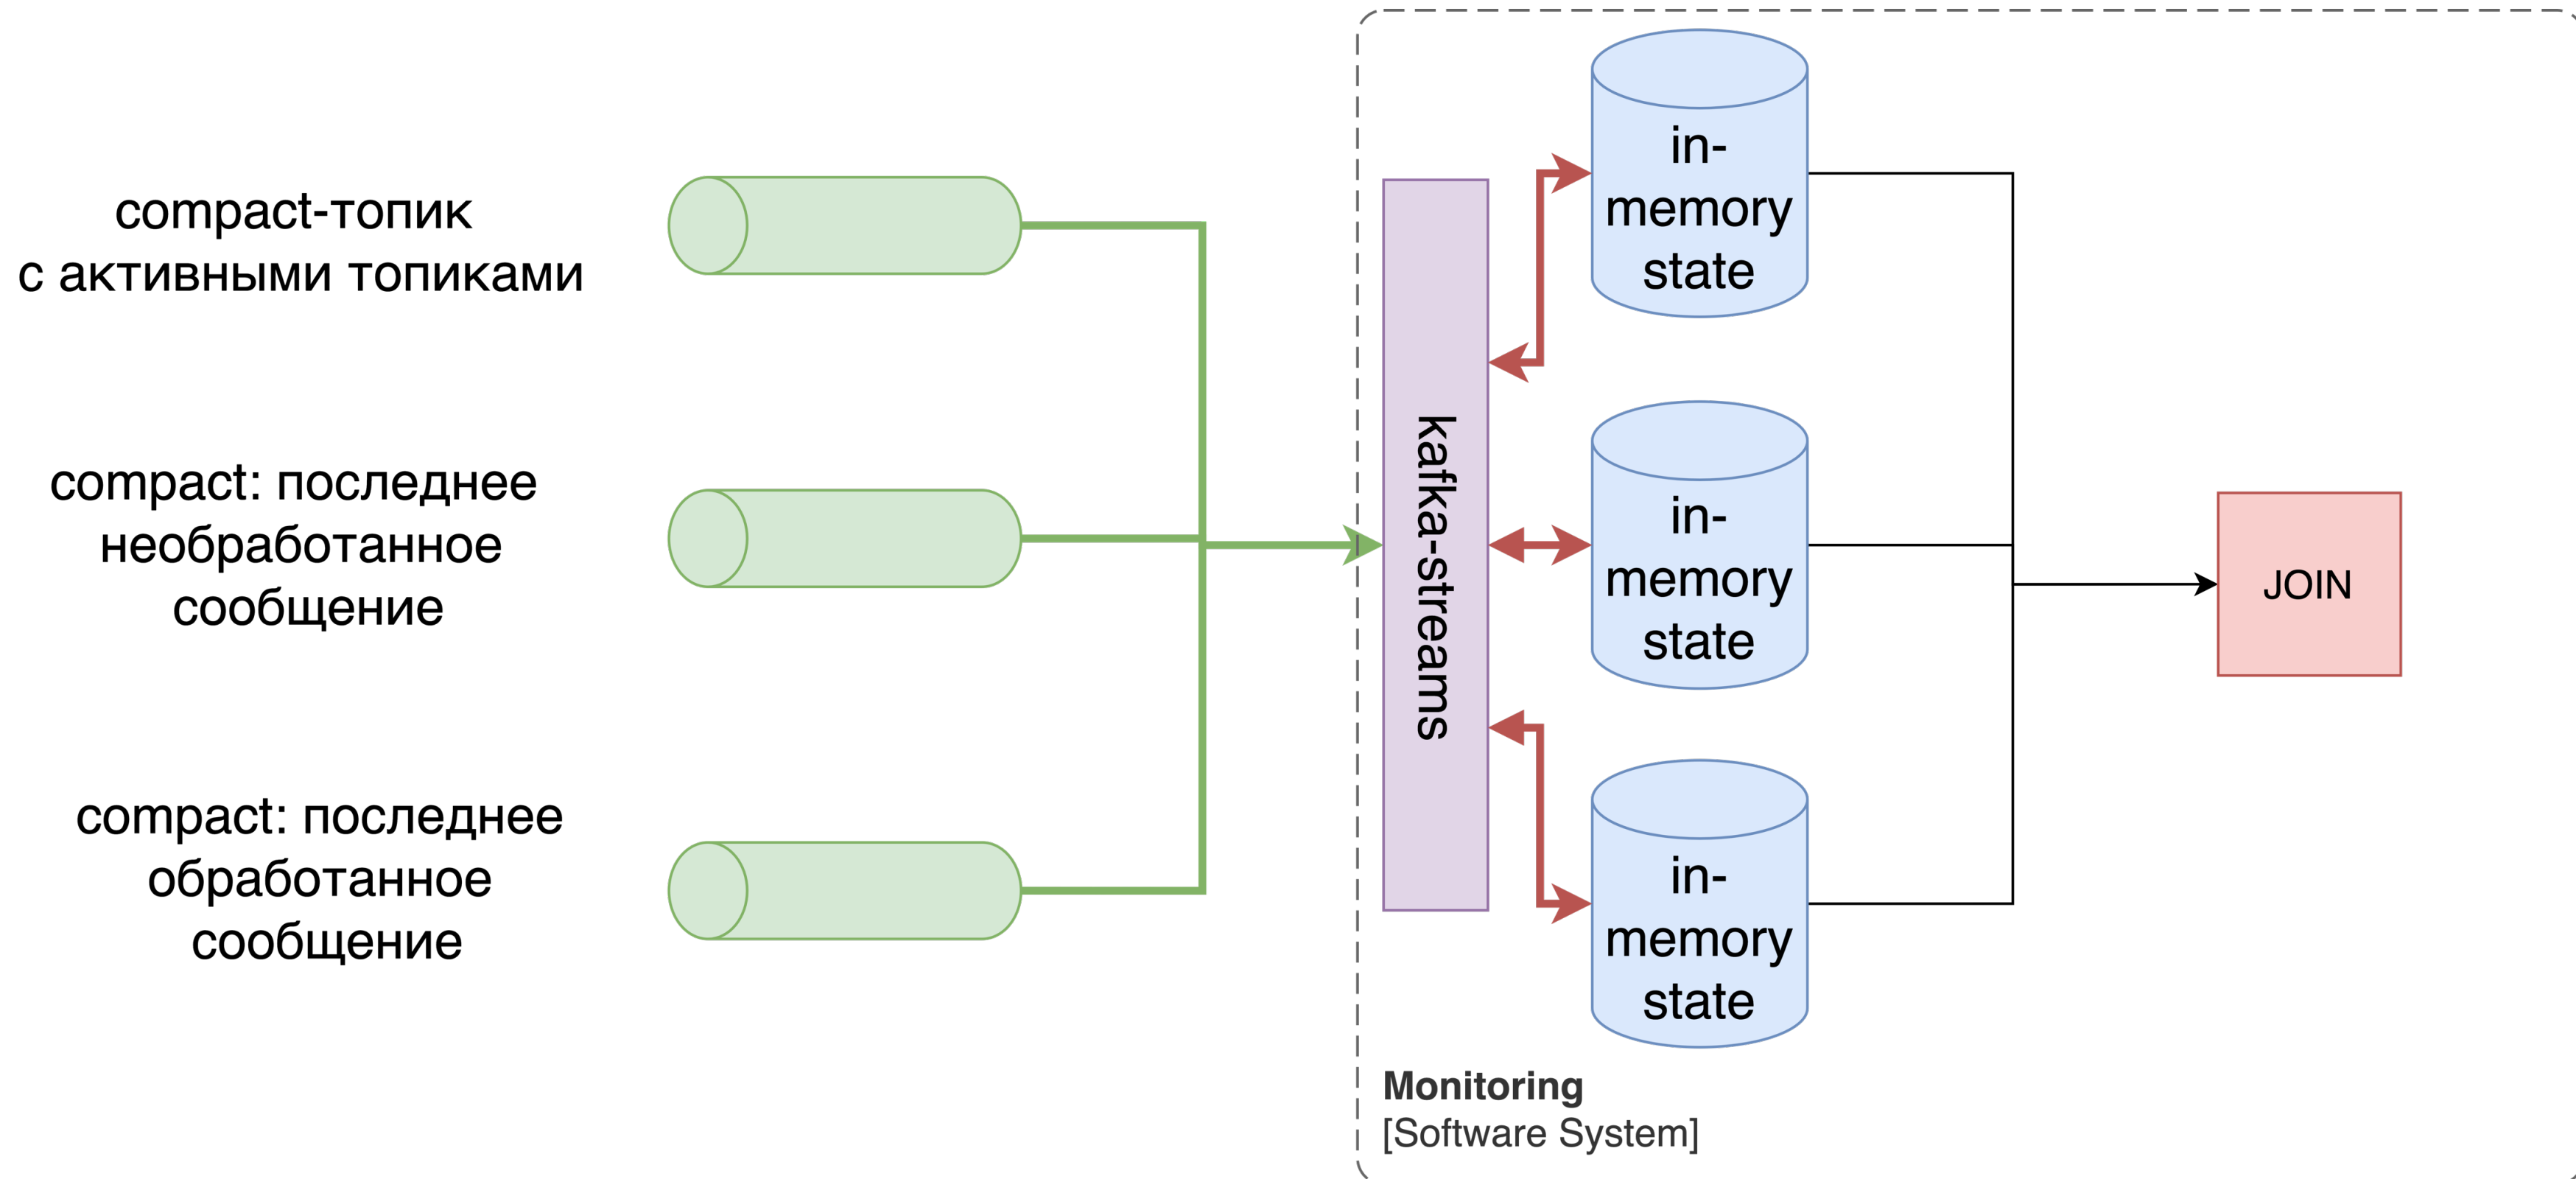 compact-топик
с активными топиками
compact: последнее
необработанное
сообщение
compact: последнее
обработанное
сообщение
kafka-streams
in-
memory
state
in-
memory
state
in-
memory
state
JOIN
Monitoring
[Software System]